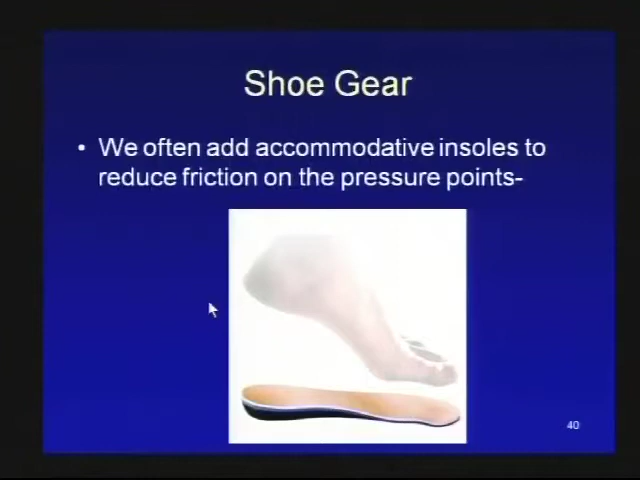 Shoe Gear
• We often add accommodative insoles to
reduce friction on the pressure points-
40